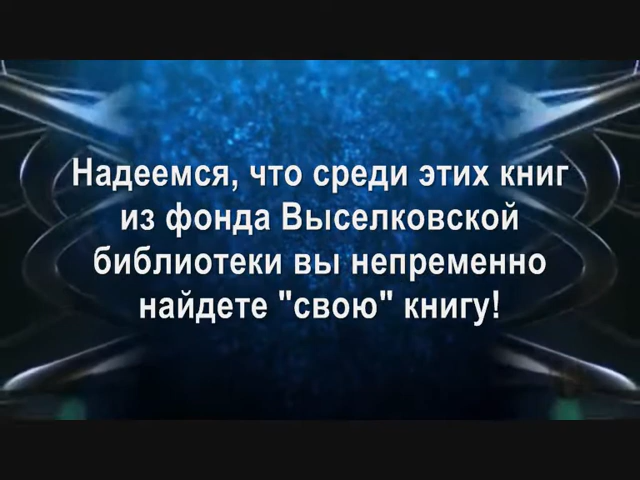 Надеемся, что среди этих книг
из фонда Выселковской
библиотеки вы непременно
найдете "свою" книгу!